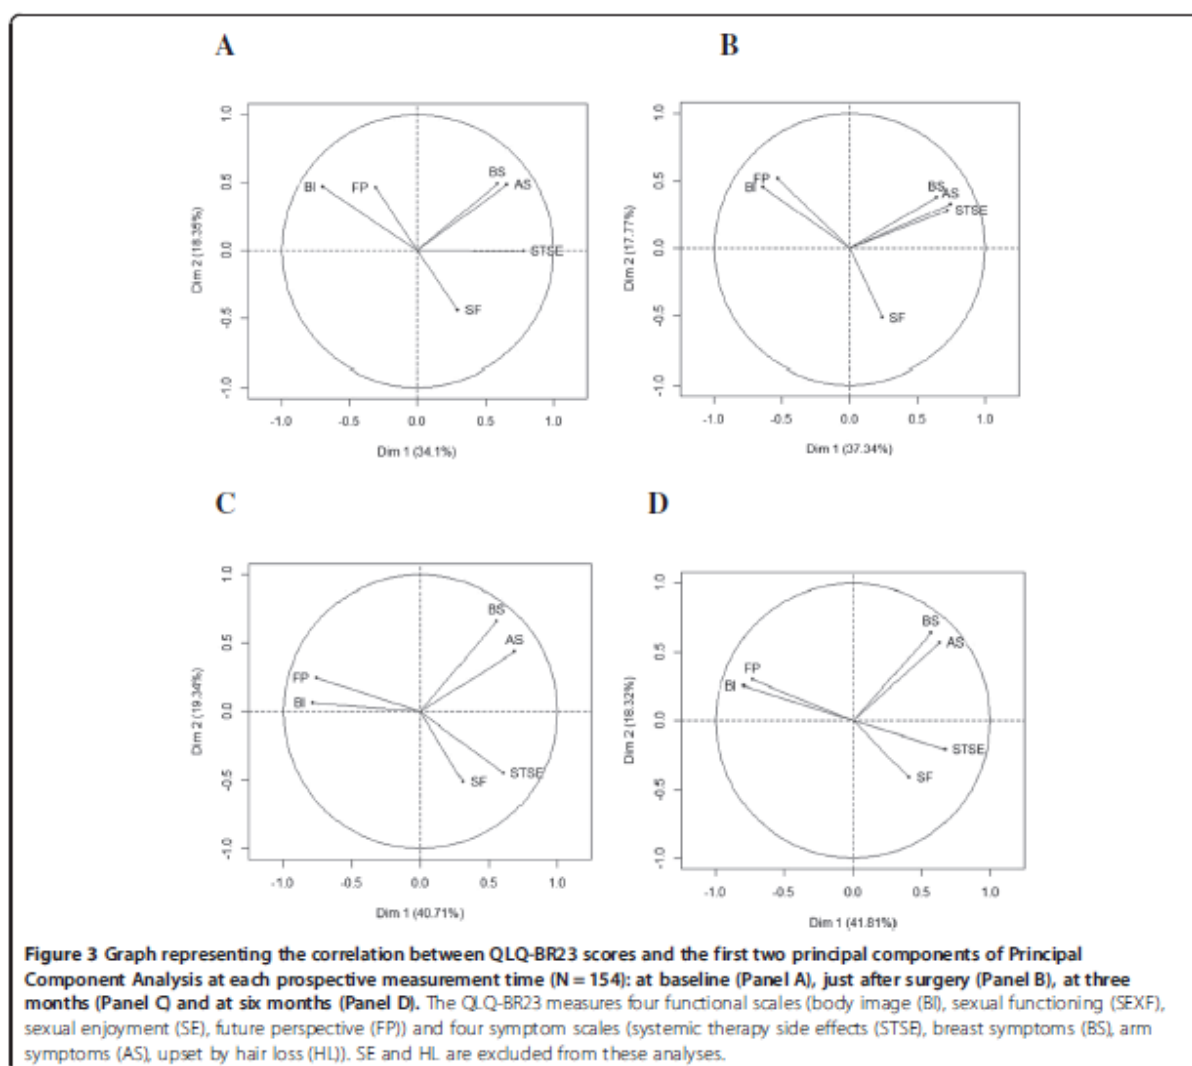 A
1.0
0.5
0.0
-0.5
-1.0
Dim 2 (18.36%)
BI
FP
BS
AS
STSE
SF
-1.0 -0.5 0.0 0.5 1.0
Dim 1 (34.1%)
B
1.0
0.5
0.0
-0.5
-1.0
Dim 2 (17.77%)
FP
BI
BS
AS
STSE
SF
-1.0 -0.5 0.0 0.5 1.0
Dim 1 (37.34%)
C
1.0
0.5
0.0
-0.5
-1.0
Dim 2 (19.34%)
BS
AS
FP
BI
STSE
SF
-1.0 -0.5 0.0 0.5 1.0
Dim 1 (40.71%)
D
1.0
0.5
0.0
-0.5
-1.0
Dim 2 (18.32%)
BS
AS
FP
BI
STSE
SF
-1.0 -0.5 0.0 0.5 1.0
Dim 1 (41.81%)
Figure 3 Graph representing the correlation between QLQ-BR23 scores and the first two principal components of Principal
Component Analysis at each prospective measurement time (N = 154): at baseline (Panel A), just after surgery (Panel B), at three
months (Panel C) and at six months (Panel D). The QLQ-BR23 measures four functional scales (body image (BI), sexual functioning (SEXF),
sexual enjoyment (SE), future perspective (FP)) and four symptom scales (systemic therapy side effects (STSE), breast symptoms (BS), arm
symptoms (AS), upset by hair loss (HL)). SE and HL are excluded from these analyses.